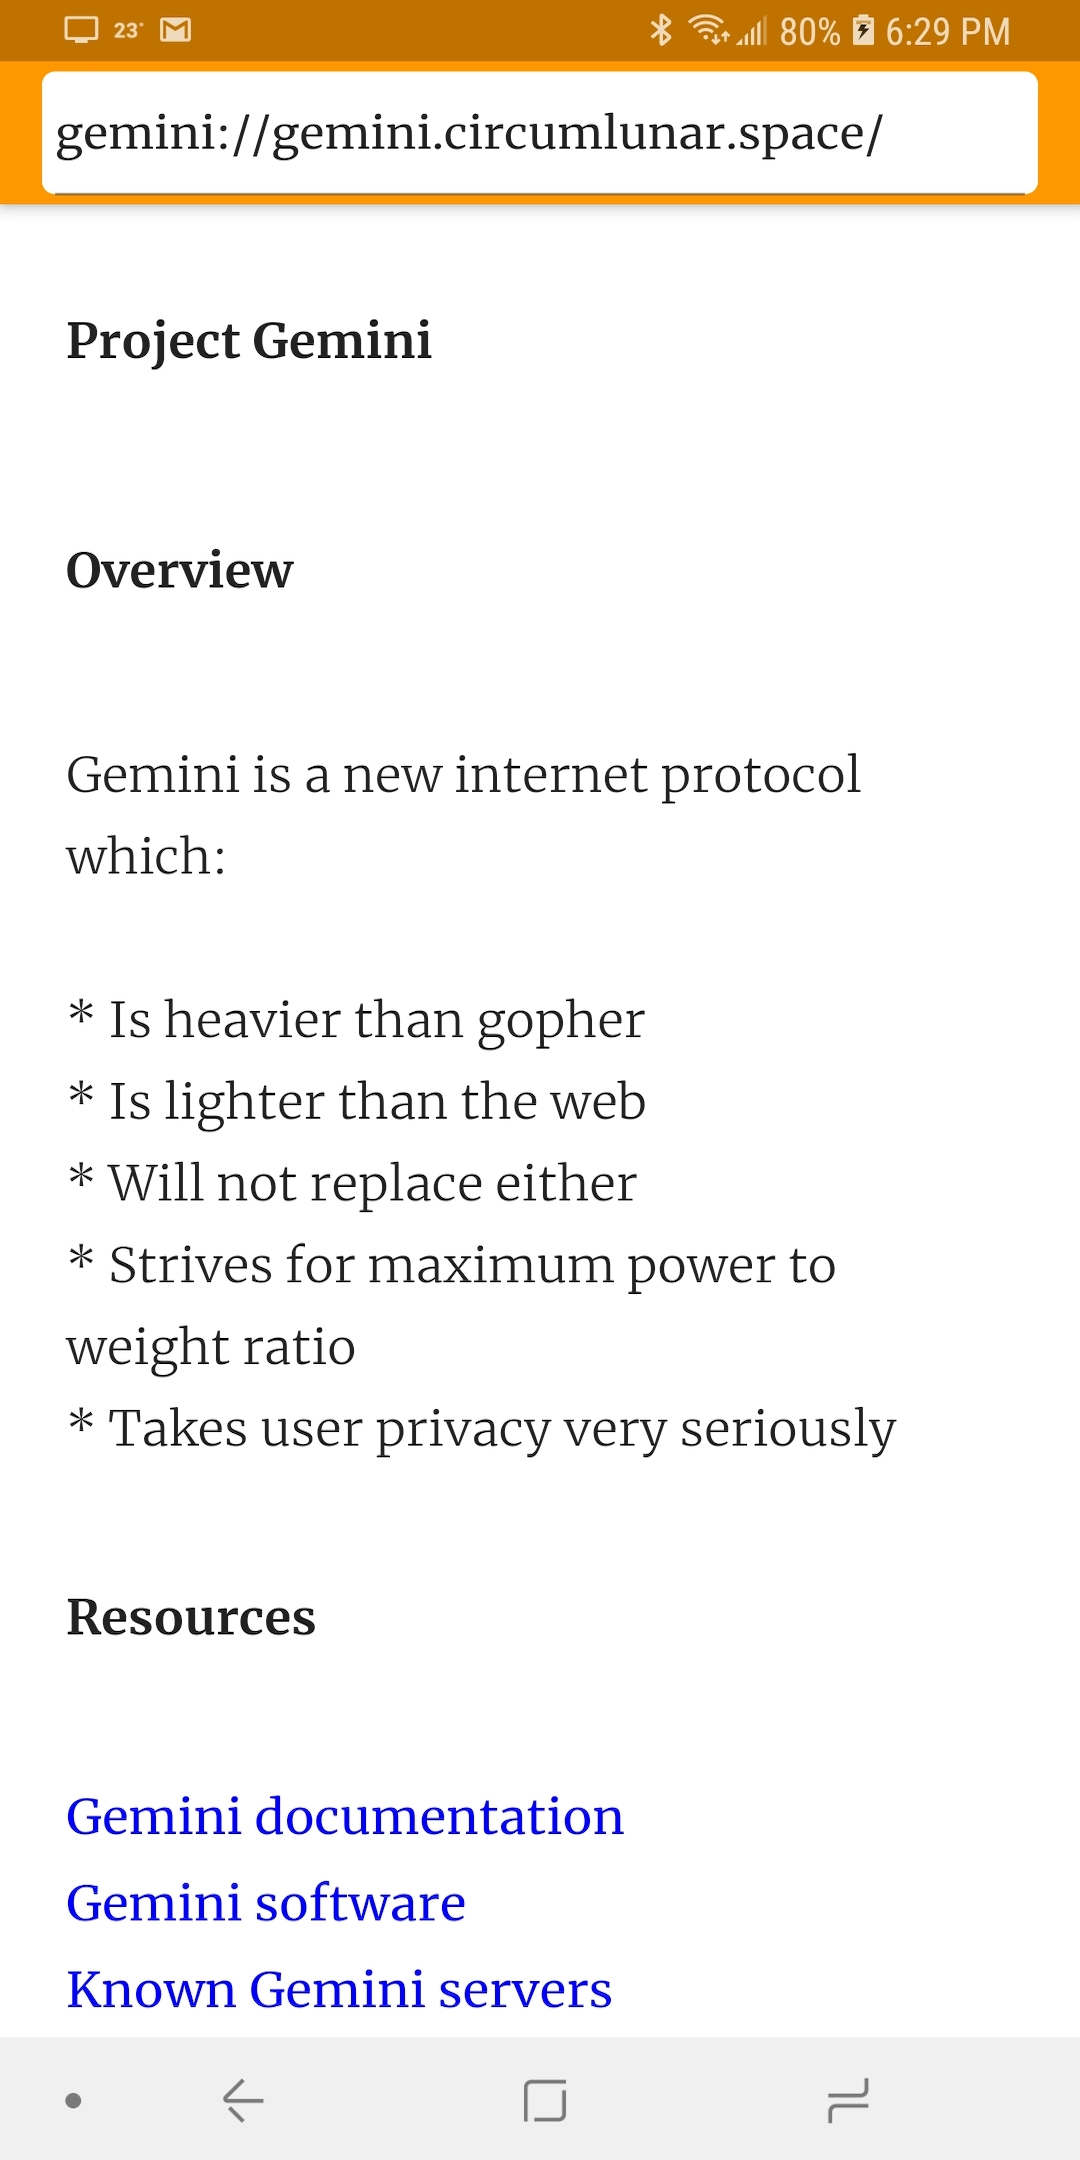 23° 80% 6:29 PM
gemini://gemini.circumlunar.space/
Project Gemini
Overview
Gemini is a new internet protocol
which:
* Is heavier than gopher
* Is lighter than the web
* Will not replace either
* Strives for maximum power to
weight ratio
* Takes user privacy very seriously
Resources
Gemini documentation
Gemini software
Known Gemini servers